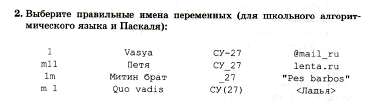 2. Выберите правильные имена переменных (для школьного алгорит-
мического языка и Паскаля):
1 Vasya СУ-27 @mail_ru
m11 Петя СУ_27 lenta.ru
1m Митин брат _27 "Pes barbos"
m 1 Quo vadis СУ(27) <Ладья>